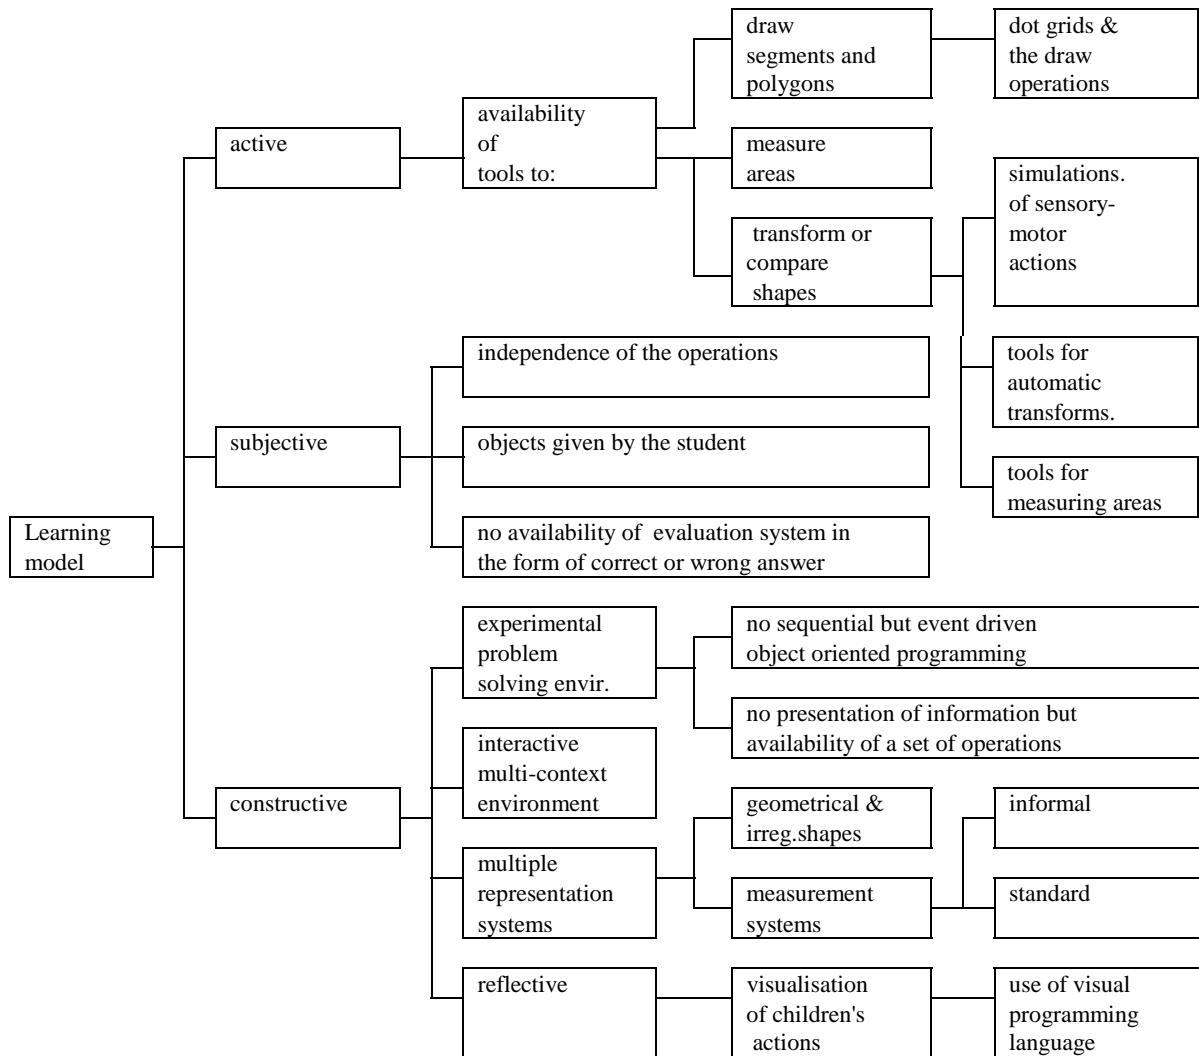 Learning
model
active
availability
of
tools to:
draw
segments and
polygons
dot grids &
the draw
operations
measure
areas
transform or
compare
shapes
simulations.
of sensory-
motor
actions
tools for
automatic
transforms.
tools for
measuring areas
subjective
independence of the operations
objects given by the student
no availability of evaluation system in
the form of correct or wrong answer
constructive
experimental
problem
solving envir.
no sequential but event driven
object oriented programming
no presentation of information but
availability of a set of operations
interactive
multi-context
environment
multiple
representation
systems
geometrical &
irreg.shapes
measurement
systems
informal
standard
reflective
visualisation
of children's
actions
use of visual
programming
language